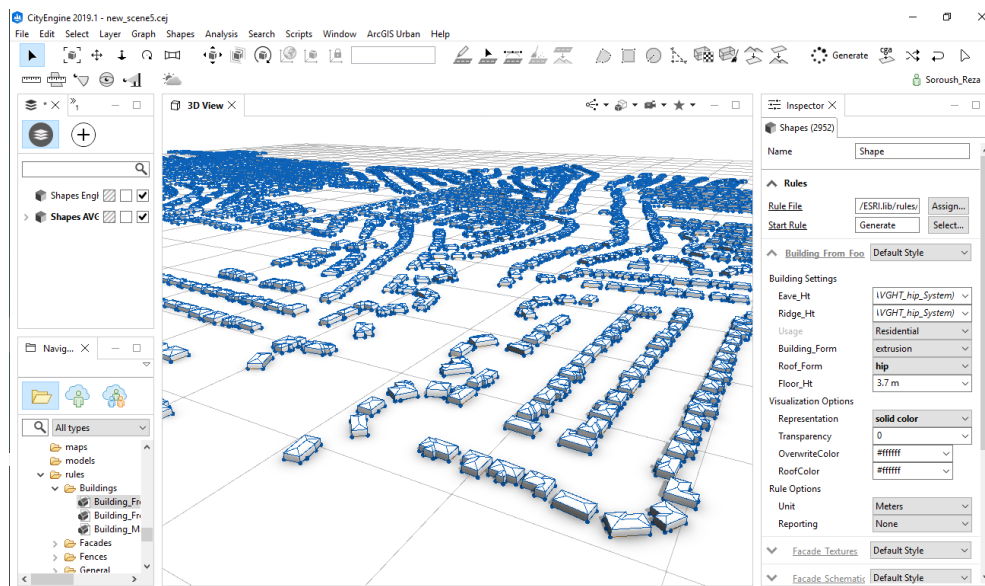 CityEngine 2019.1 - new_scene5.cej
File Edit Select Layer Graph Shapes Analysis Search Scripts Window ArcGIS Urban Help
Generate
Soroush_Reza
3D View
Inspector
Shapes (2952)
Name Shape
Rules
Rule File /ESRI.lib/rules/ Assign...
Start Rule Generate Select...
Building From Foo Default Style
Building Settings
Eave_Ht \VGHT_hip_System)
Ridge_Ht \VGHT_hip_System)
Usage Residential
Building_Form extrusion
Roof_Form hip
Floor_Ht 3.7 m
Visualization Options
Representation solid color
Transparency 0
OverwriteColor #ffffff
RoofColor #ffffff
Rule Options
Unit Meters
Reporting None
Facade Textures Default Style
Facade Schematic Default Style
Shapes Engl
Shapes AVG
Navig...
All types
maps
models
rules
Buildings
Building_Fr
Building_Fr
Building_M
Facades
Fences
General